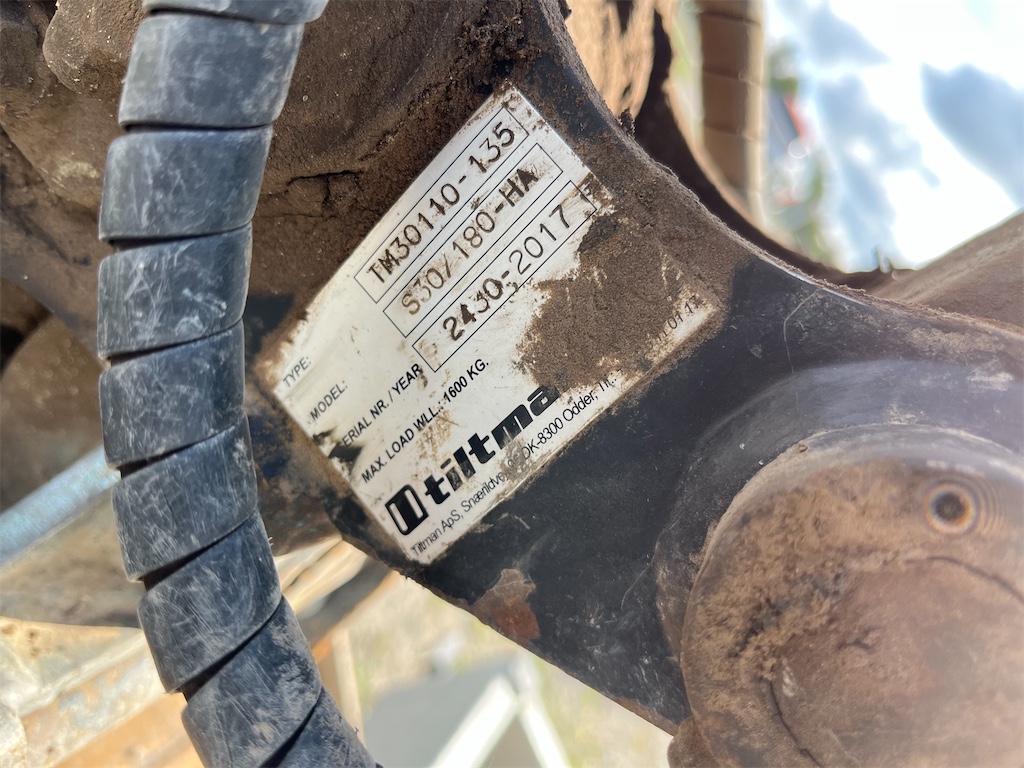 TYPE: TM30110-135
MODEL: S30/180-HA
SERIAL NR./YEAR 2430-2017
MAX. LOAD WLL.: 1600 KG.
tiltma
Tiltman ApS, DK-8300 Odder,